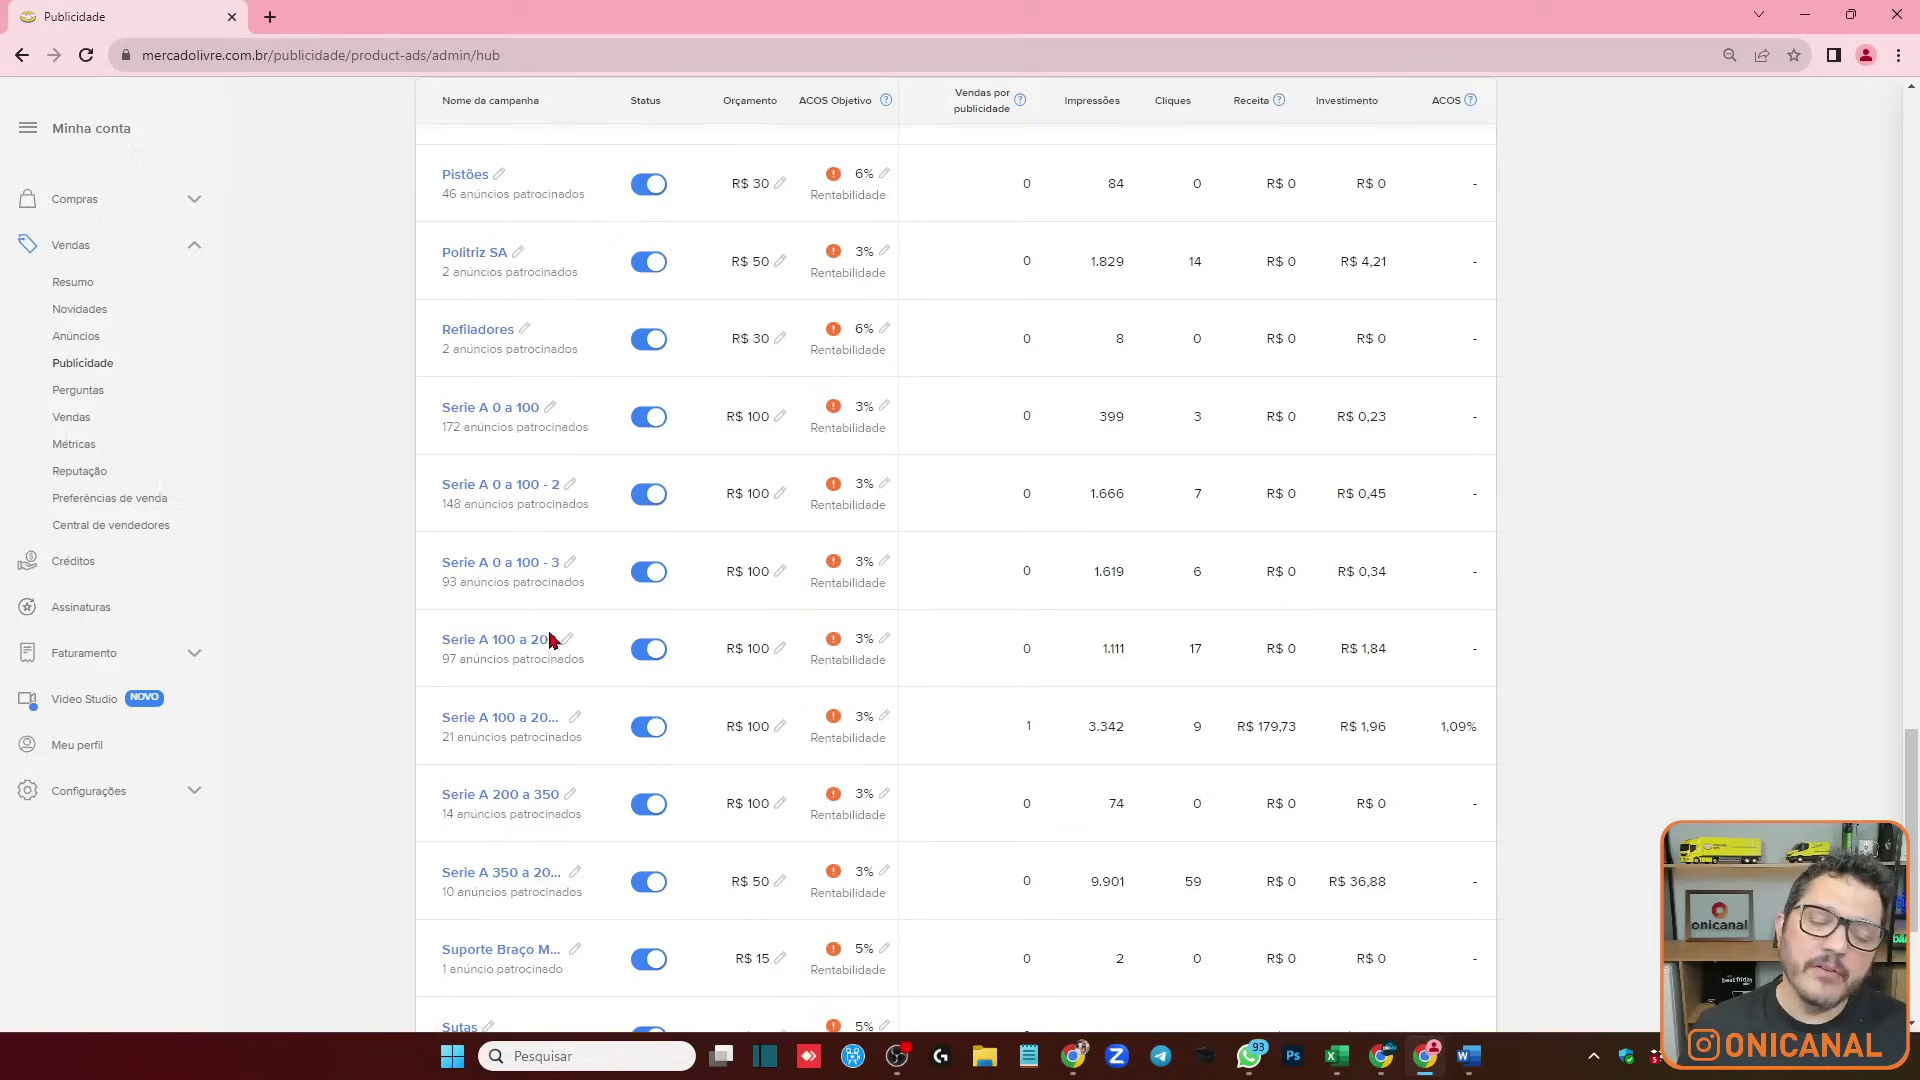 Publicidade
mercadolivre.com.br/publicidade/product-ads/admin/hub
Minha conta
Compras
Vendas
Resumo
Novidades
Anúncios
Publicidade
Perguntas
Vendas
Métricas
Reputação
Preferências de venda
Central de vendedores
Créditos
Assinaturas
Faturamento
Video Studio NOVO
Meu perfil
Configurações
Nome da campanha Status Orçamento ACOS Objetivo ? Vendas por publicidade ? Impressões Cliques Receita ? Investimento ACOS ?
Pistões R$ 30 ! 6% 0 84 0 R$ 0 R$ 0 -
46 anúncios patrocinados Rentabilidade
Politriz SA R$ 50 ! 3% 0 1.829 14 R$ 0 R$ 4,21 -
2 anúncios patrocinados Rentabilidade
Refiladores R$ 30 ! 6% 0 8 0 R$ 0 R$ 0 -
2 anúncios patrocinados Rentabilidade
Serie A 0 a 100 R$ 100 ! 3% 0 399 3 R$ 0 R$ 0,23 -
172 anúncios patrocinados Rentabilidade
Serie A 0 a 100 - 2 R$ 100 ! 3% 0 1.666 7 R$ 0 R$ 0,45 -
148 anúncios patrocinados Rentabilidade
Serie A 0 a 100 - 3 R$ 100 ! 3% 0 1.619 6 R$ 0 R$ 0,34 -
93 anúncios patrocinados Rentabilidade
Serie A 100 a 20 R$ 100 ! 3% 0 1.111 17 R$ 0 R$ 1,84 -
97 anúncios patrocinados Rentabilidade
Serie A 100 a 20... R$ 100 ! 3% 1 3.342 9 R$ 179,73 R$ 1,96 1,09%
21 anúncios patrocinados Rentabilidade
Serie A 200 a 350 R$ 100 ! 3% 0 74 0 R$ 0 R$ 0 -
14 anúncios patrocinados Rentabilidade
Serie A 350 a 20... R$ 50 ! 3% 0 9.901 59 R$ 0 R$ 36,88 -
10 anúncios patrocinados Rentabilidade
Suporte Braço M... R$ 15 ! 5% 0 2 0 R$ 0 R$ 0 -
1 anúncio patrocinado Rentabilidade
Sutas ! 5%
onicanal
best friday
ONICANAL
Pesquisar
93
Ps